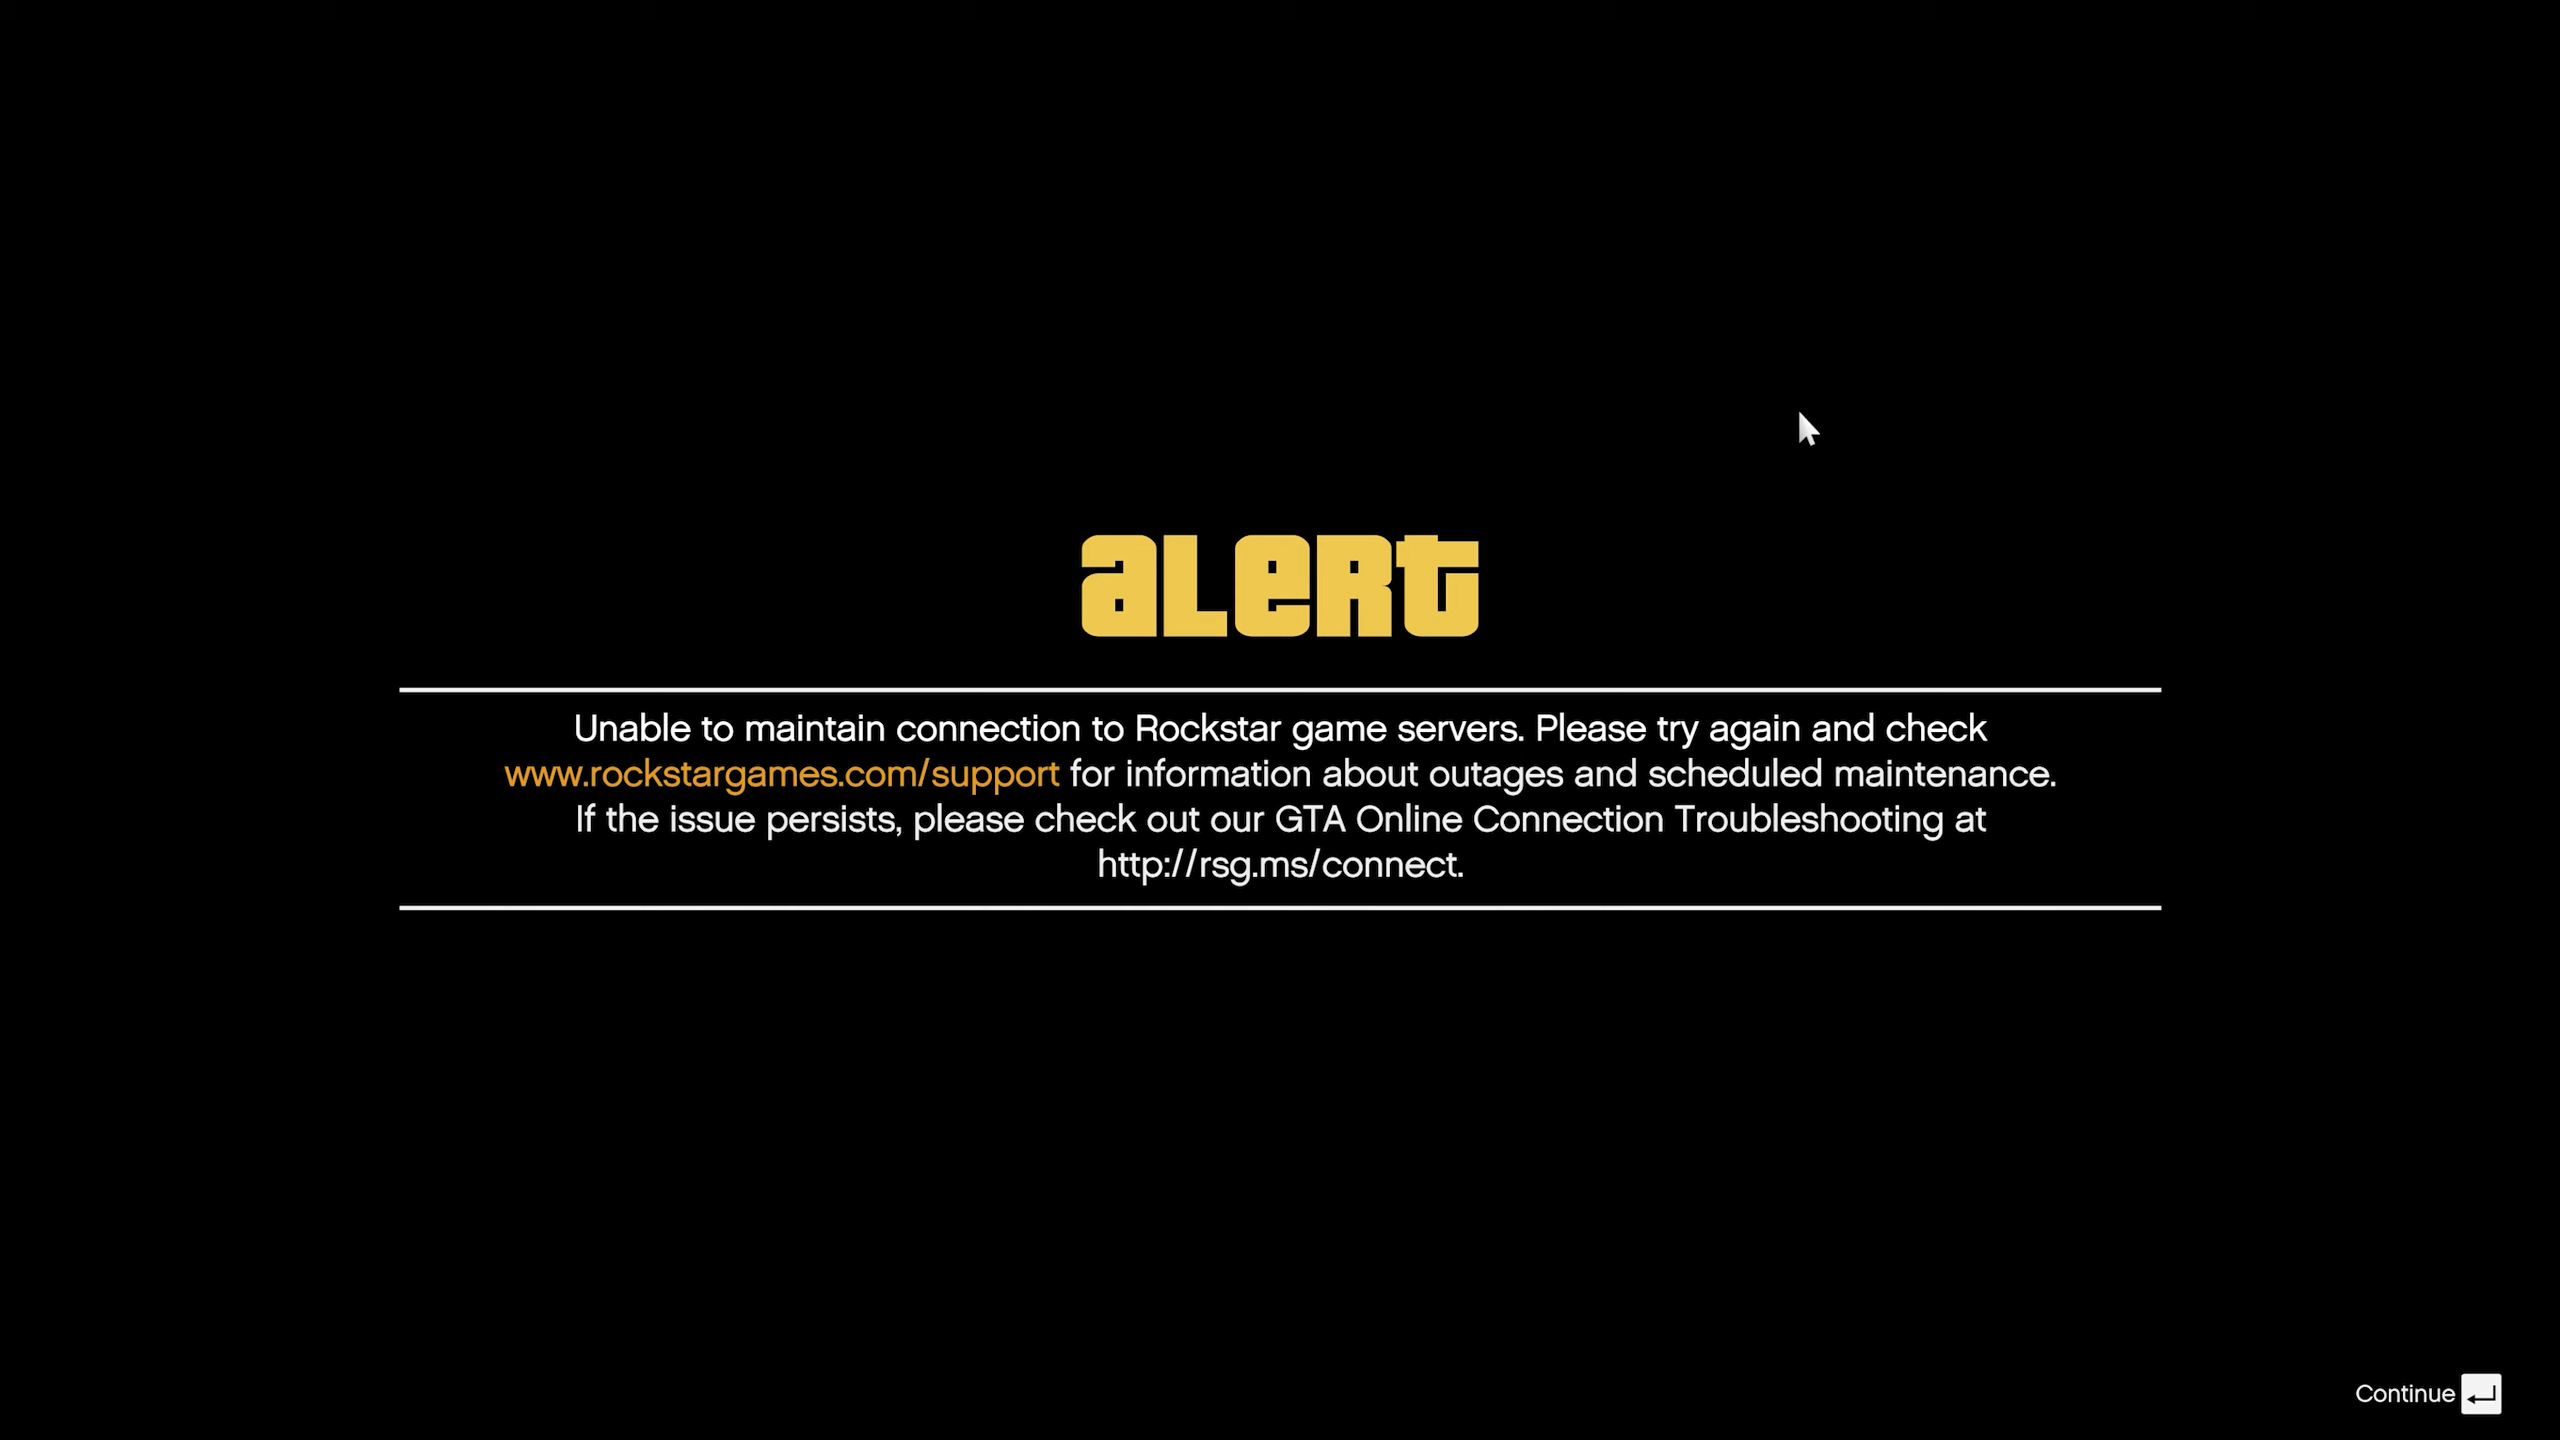 aLeRt
Unable to maintain connection to Rockstar game servers. Please try again and check
www.rockstargames.com/support for information about outages and scheduled maintenance.
If the issue persists, please check out our GTA Online Connection Troubleshooting at
http://rsg.ms/connect.
Continue